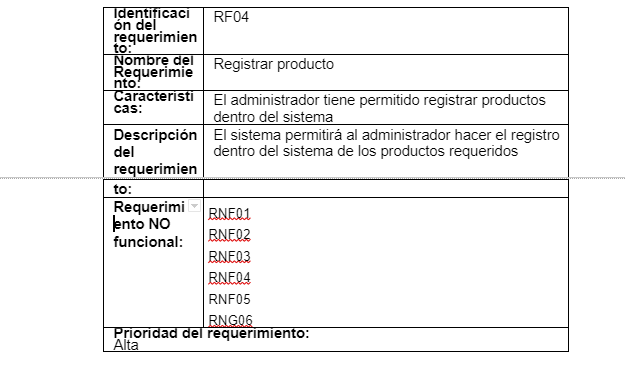 Identificaci
ón del
requerimien
to:
RF04
Nombre del
Requerimie
nto:
Registrar producto
Característi
cas:
El administrador tiene permitido registrar productos
dentro del sistema
Descripción
del
requerimien
to:
El sistema permitirá al administrador hacer el registro
dentro del sistema de los productos requeridos
Requerimi
ento NO
funcional:
RNF01
RNF02
RNF03
RNF04
RNF05
RNG06
Prioridad del requerimiento:
Alta